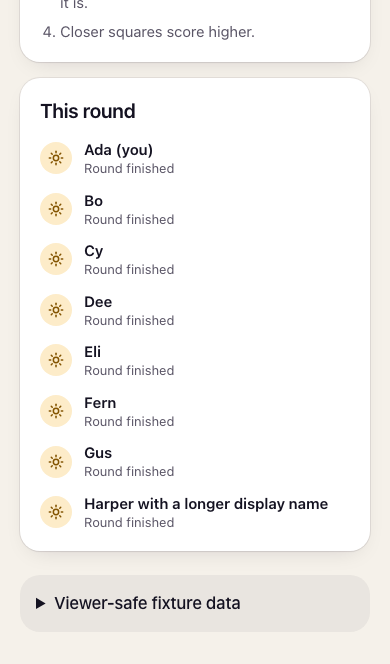 it is.
4. Closer squares score higher.
This round
Ada (you)
Round finished
Bo
Round finished
Cy
Round finished
Dee
Round finished
Eli
Round finished
Fern
Round finished
Gus
Round finished
Harper with a longer display name
Round finished
Viewer-safe fixture data